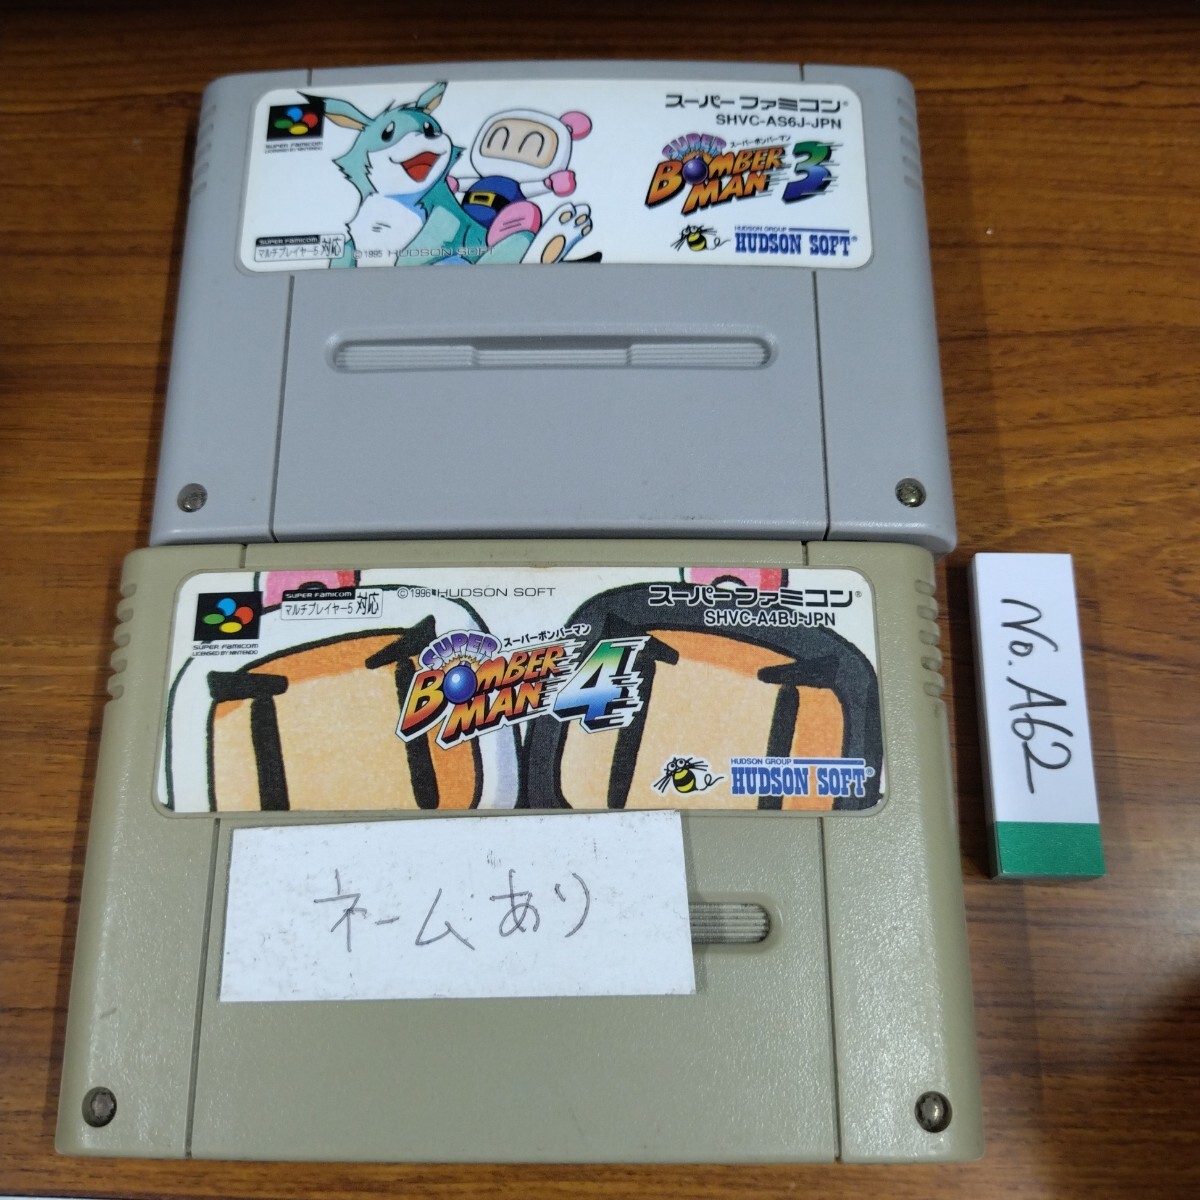 SUPER FAMICOM
LICENSED BY NINTENDO
スーパーファミコン®
SHVC-AS6J-JPN
スーパーボンバーマン
SUPER
BOMBER
MAN 3
SUPER FAMICOM
マルチプレイヤー5 対応
©1995 HUDSON SOFT
HUDSON GROUP
HUDSON SOFT®
SUPER FAMICOM
LICENSED BY NINTENDO
SUPER FAMICOM
マルチプレイヤー5 対応
©1996 HUDSON SOFT
スーパーファミコン®
SHVC-A4BJ-JPN
スーパーボンバーマン
SUPER
BOMBER
MAN 4
HUDSON GROUP
HUDSON SOFT®
ネームあり
No. A62